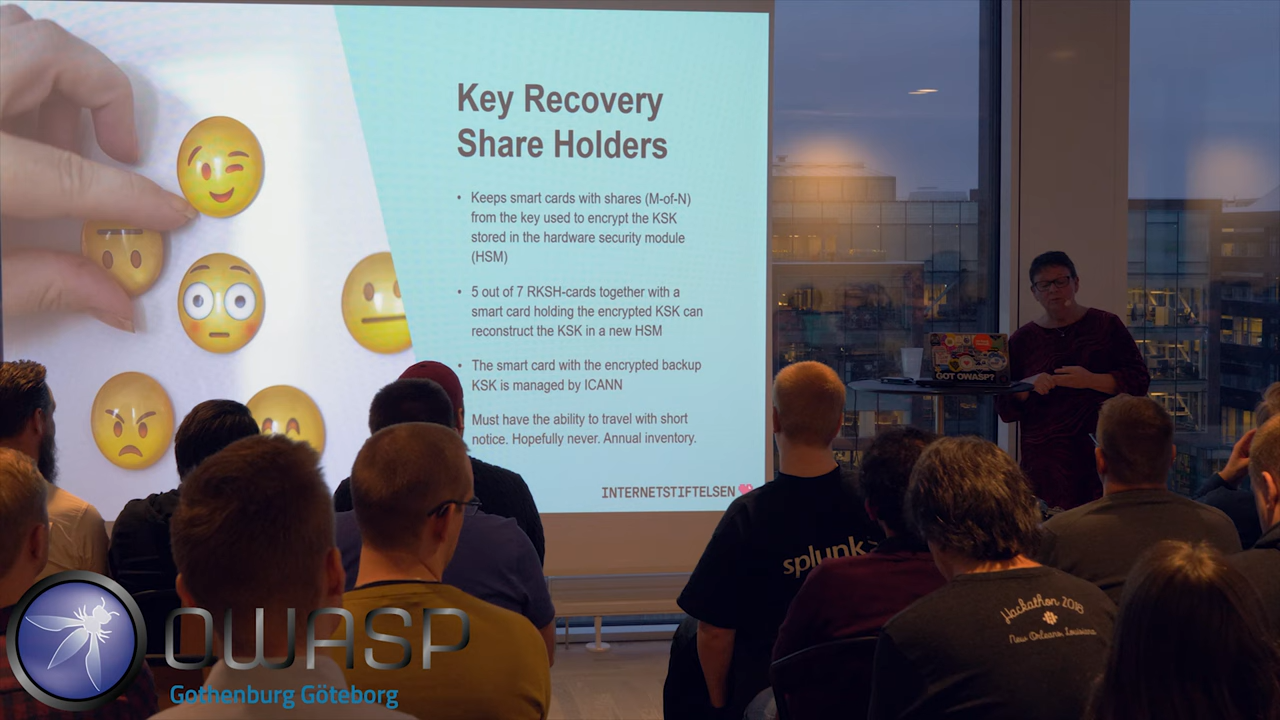 Key Recovery
Share Holders
• Keeps smart cards with shares (M-of-N)
from the key used to encrypt the KSK
stored in the hardware security module
(HSM)
• 5 out of 7 RKSH-cards together with a
smart card holding the encrypted KSK can
reconstruct the KSK in a new HSM
• The smart card with the encrypted backup
KSK is managed by ICANN
Must have the ability to travel with short
notice. Hopefully never. Annual inventory.
INTERNETSTIFTELSEN
GOT OWASP?
splunk>
Hackathon 2018
New Orleans, Louisiana
OWASP
Gothenburg Göteborg